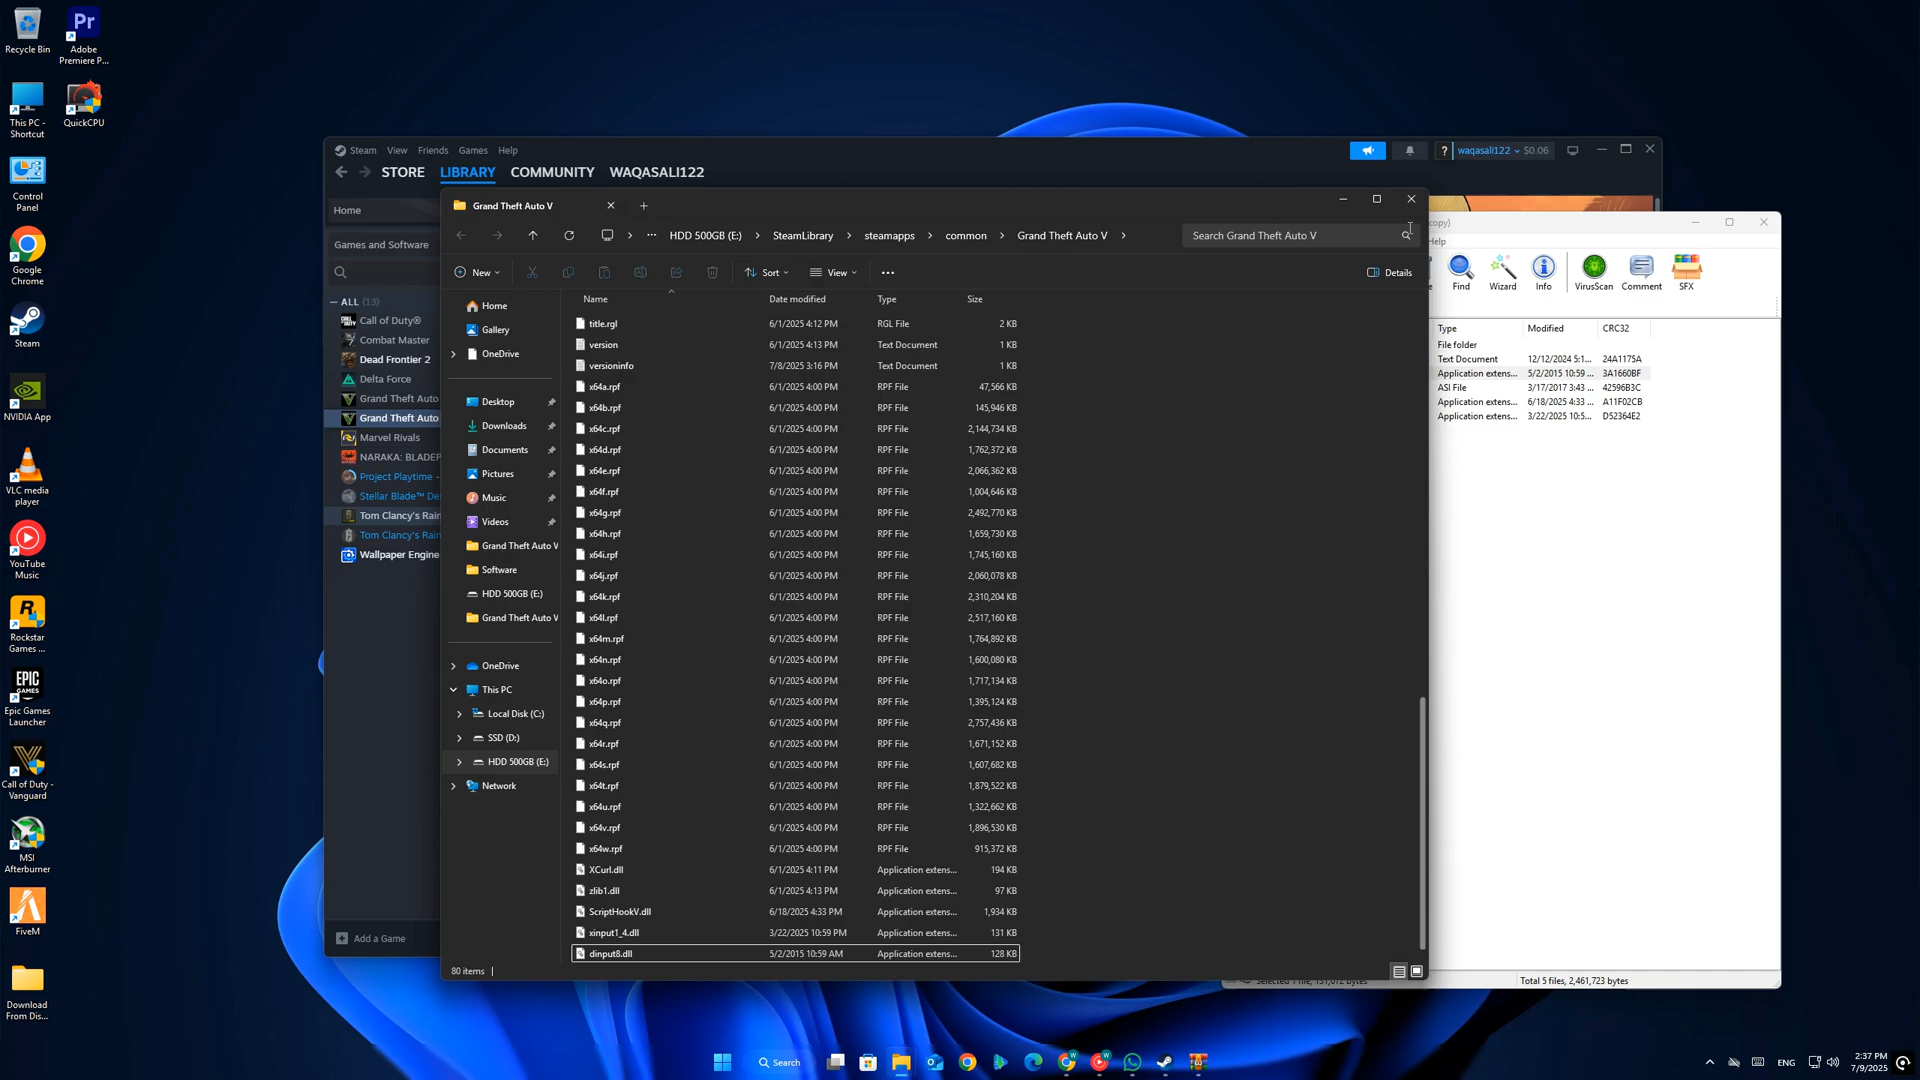 Recycle Bin
Adobe
Premiere P...
This PC -
Shortcut
QuickCPU
Control
Panel
Google
Chrome
Steam
NVIDIA App
VLC media
player
YouTube
Music
Rockstar
Games ...
Epic Games
Launcher
Call of Duty -
Vanguard
MSI
Afterburner
FiveM
Download
From Dis...
Steam View Friends Games Help
waqasali122 $0.06
STORE LIBRARY COMMUNITY WAQASALI122
Home
Games and Software
ALL (13)
Call of Duty®
Combat Master
Dead Frontier 2
Delta Force
Grand Theft Auto
Grand Theft Auto
Marvel Rivals
NARAKA: BLADEP
Project Playtime -
Stellar Blade™ De
Tom Clancy's Rain
Tom Clancy's Rain
Wallpaper Engine
Add a Game
Grand Theft Auto V
HDD 500GB (E:) > SteamLibrary > steamapps > common > Grand Theft Auto V >
Search Grand Theft Auto V
New Sort View Details
Home
Gallery
OneDrive
Desktop
Downloads
Documents
Pictures
Music
Videos
Grand Theft Auto V
Software
HDD 500GB (E:)
Grand Theft Auto V
OneDrive
This PC
Local Disk (C:)
SSD (D:)
HDD 500GB (E:)
Network
Name Date modified Type Size
title.rgl 6/1/2025 4:12 PM RGL File 2 KB
version 6/1/2025 4:13 PM Text Document 1 KB
versioninfo 7/8/2025 3:16 PM Text Document 1 KB
x64a.rpf 6/1/2025 4:00 PM RPF File 47,566 KB
x64b.rpf 6/1/2025 4:00 PM RPF File 145,946 KB
x64c.rpf 6/1/2025 4:00 PM RPF File 2,144,734 KB
x64d.rpf 6/1/2025 4:00 PM RPF File 1,762,372 KB
x64e.rpf 6/1/2025 4:00 PM RPF File 2,066,362 KB
x64f.rpf 6/1/2025 4:00 PM RPF File 1,004,646 KB
x64g.rpf 6/1/2025 4:00 PM RPF File 2,492,770 KB
x64h.rpf 6/1/2025 4:00 PM RPF File 1,659,730 KB
x64i.rpf 6/1/2025 4:00 PM RPF File 1,745,160 KB
x64j.rpf 6/1/2025 4:00 PM RPF File 2,060,078 KB
x64k.rpf 6/1/2025 4:00 PM RPF File 2,310,204 KB
x64l.rpf 6/1/2025 4:00 PM RPF File 2,517,160 KB
x64m.rpf 6/1/2025 4:00 PM RPF File 1,764,892 KB
x64n.rpf 6/1/2025 4:00 PM RPF File 1,600,080 KB
x64o.rpf 6/1/2025 4:00 PM RPF File 1,717,134 KB
x64p.rpf 6/1/2025 4:00 PM RPF File 1,395,124 KB
x64q.rpf 6/1/2025 4:00 PM RPF File 2,757,436 KB
x64r.rpf 6/1/2025 4:00 PM RPF File 1,671,152 KB
x64s.rpf 6/1/2025 4:00 PM RPF File 1,607,682 KB
x64t.rpf 6/1/2025 4:00 PM RPF File 1,879,522 KB
x64u.rpf 6/1/2025 4:00 PM RPF File 1,322,662 KB
x64v.rpf 6/1/2025 4:00 PM RPF File 1,896,530 KB
x64w.rpf 6/1/2025 4:00 PM RPF File 915,372 KB
XCurl.dll 6/1/2025 4:11 PM Application extens... 194 KB
zlib1.dll 6/1/2025 4:13 PM Application extens... 97 KB
ScriptHookV.dll 6/18/2025 4:33 PM Application extens... 1,934 KB
xinput1_4.dll 3/22/2025 10:59 PM Application extens... 131 KB
dinput8.dll 5/2/2015 10:59 AM Application extens... 128 KB
80 items
copy)
Help
Find Wizard Info VirusScan Comment SFX
Type Modified CRC32
File folder
Text Document 12/12/2024 5:1... 24A1175A
Application extens... 5/2/2015 10:59 ... 3A1660BF
ASI File 3/17/2017 3:43 ... 42596B3C
Application extens... 6/18/2025 4:33 ... A11F02CB
Application extens... 3/22/2025 10:5... D52364E2
Selected 1 file, 131,072 bytes Total 5 files, 2,461,723 bytes
Search
ENG
2:37 PM
7/9/2025